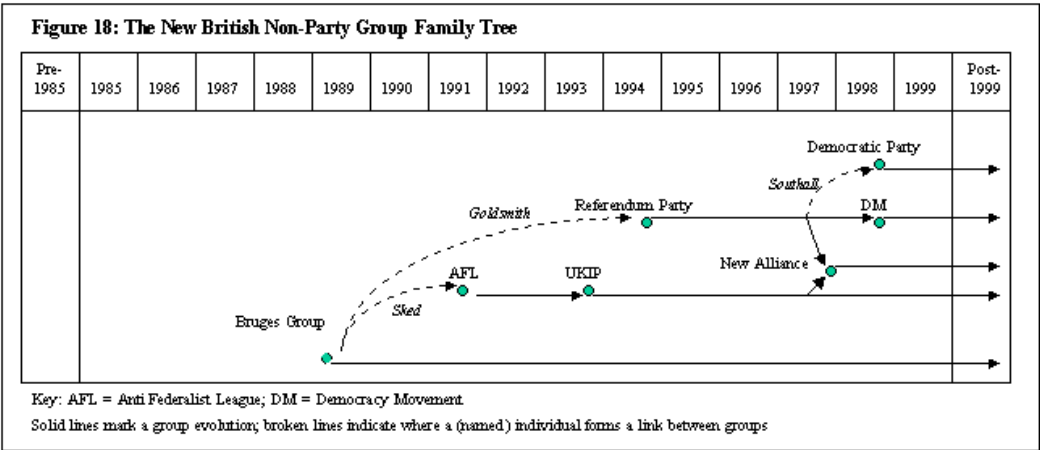 Figure 18: The New British Non-Party Group Family Tree
Pre-
1985
1985
1986
1987
1988
1989
1990
1991
1992
1993
1994
1995
1996
1997
1998
1999
Post-
1999
Democratic Party
Southall
Goldsmith
Referendum Party
DM
New Alliance
AFL
UKIP
Sked
Bruges Group
Key: AFL = Anti Federalist League; DM = Democracy Movement
Solid lines mark a group evolution; broken lines indicate where a (named) individual forms a link between groups